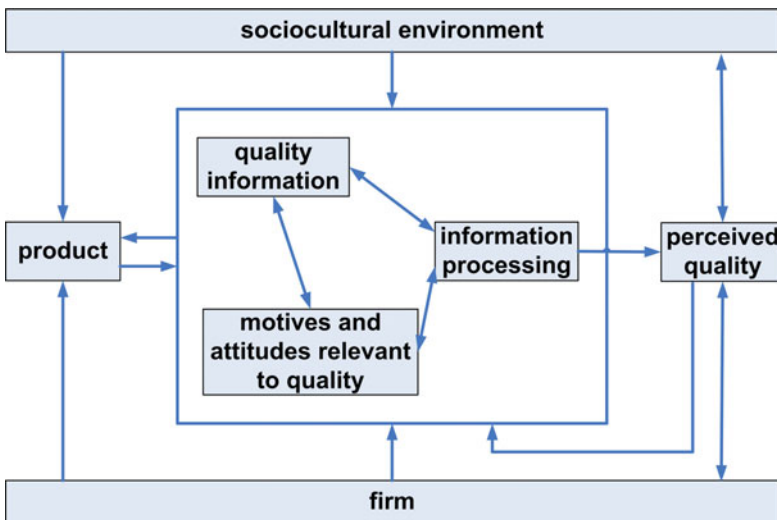 sociocultural environment
quality
information
product
information
processing
perceived
quality
motives and
attitudes relevant
to quality
firm